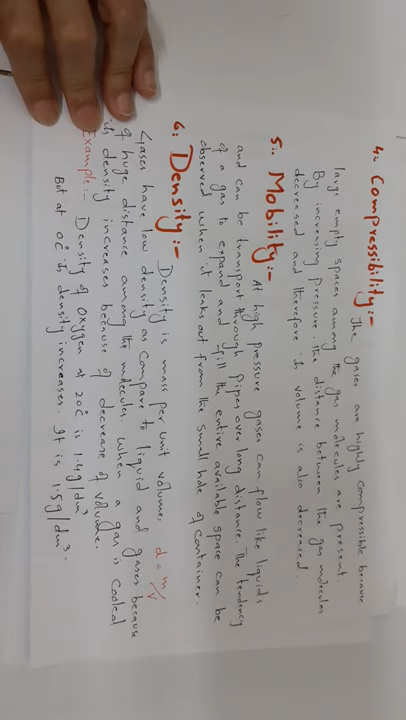 4. Compressibility:-
The gases are highly compressible because
large empty spaces among the gas molecules are present.
By increasing pressure, the distance between the gas molecules
decreased and therefore its volume is also decreased.
5. Mobility:-
At high pressure gases can flow like liquids
and can be transport through pipes over long distance. The tendency
of a gas to expand and fill the entire available space can be
observed when it leaks out from the small hole of container.
6. Density:-
Density is mass per unit volume. d = m/v
Gases have low density as compare to liquid and gases because
of huge distance among the molecules. When a gas is cooled
its density increases because of decrease of volume.
Example:- Density of oxygen at 20°C is 1.4g/dm³
But at 0°C its density increases. It is 1.5g/dm³.